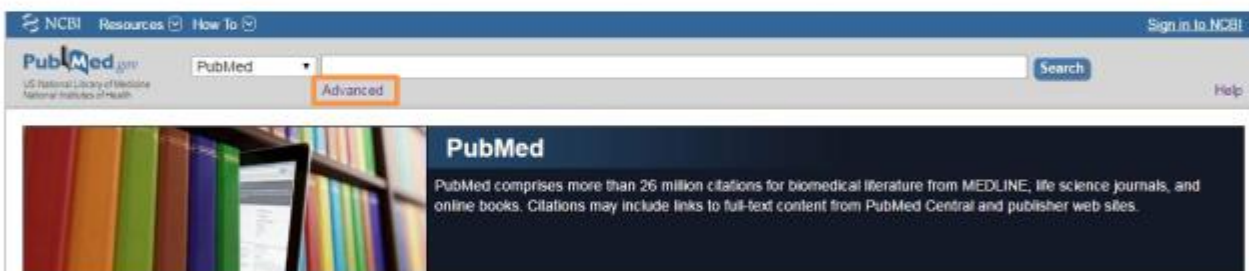 NCBI Resources How To Sign in to NCBI
PubMed.gov PubMed Search
US National Library of Medicine
National Institutes of Health
Advanced Help
PubMed
PubMed comprises more than 26 million citations for biomedical literature from MEDLINE, life science journals, and
online books. Citations may include links to full-text content from PubMed Central and publisher web sites.